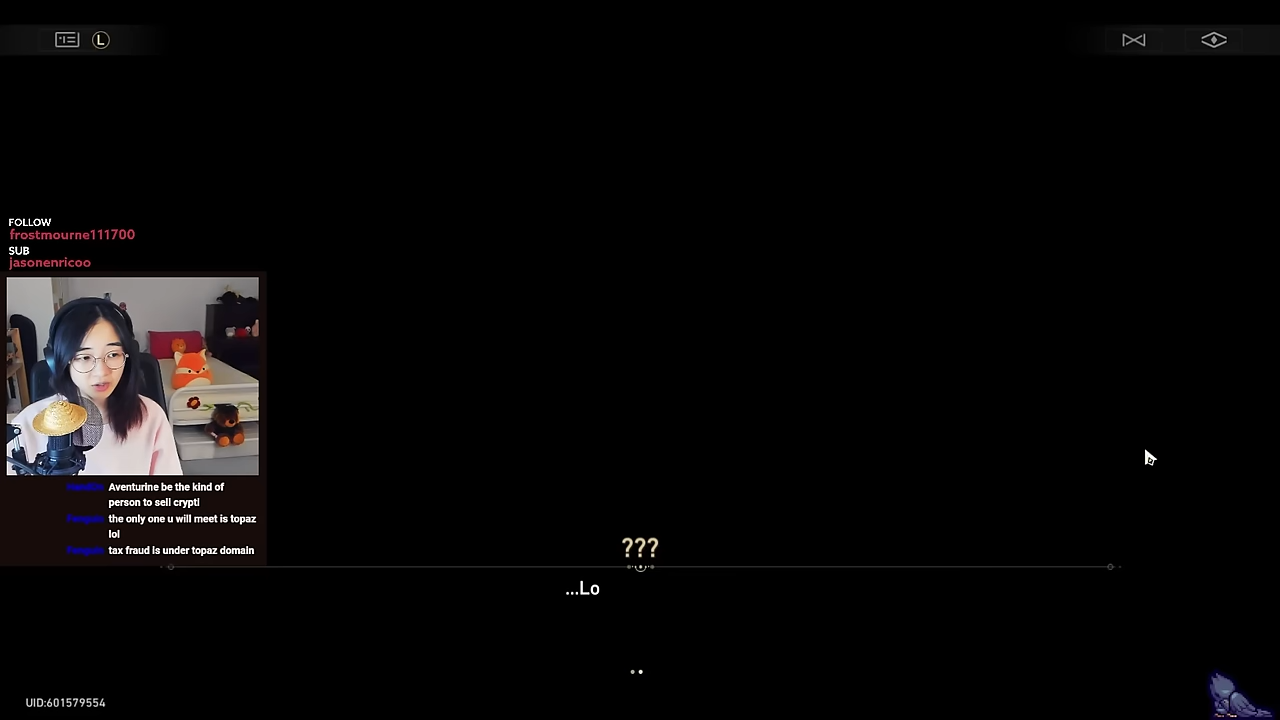 L
FOLLOW
frostmourne111700
SUB
jasonenricoo
Aventurine be the kind of
person to sell crypti
the only one u will meet is topaz
lol
tax fraud is under topaz domain
???
...Lo
UID:601579554